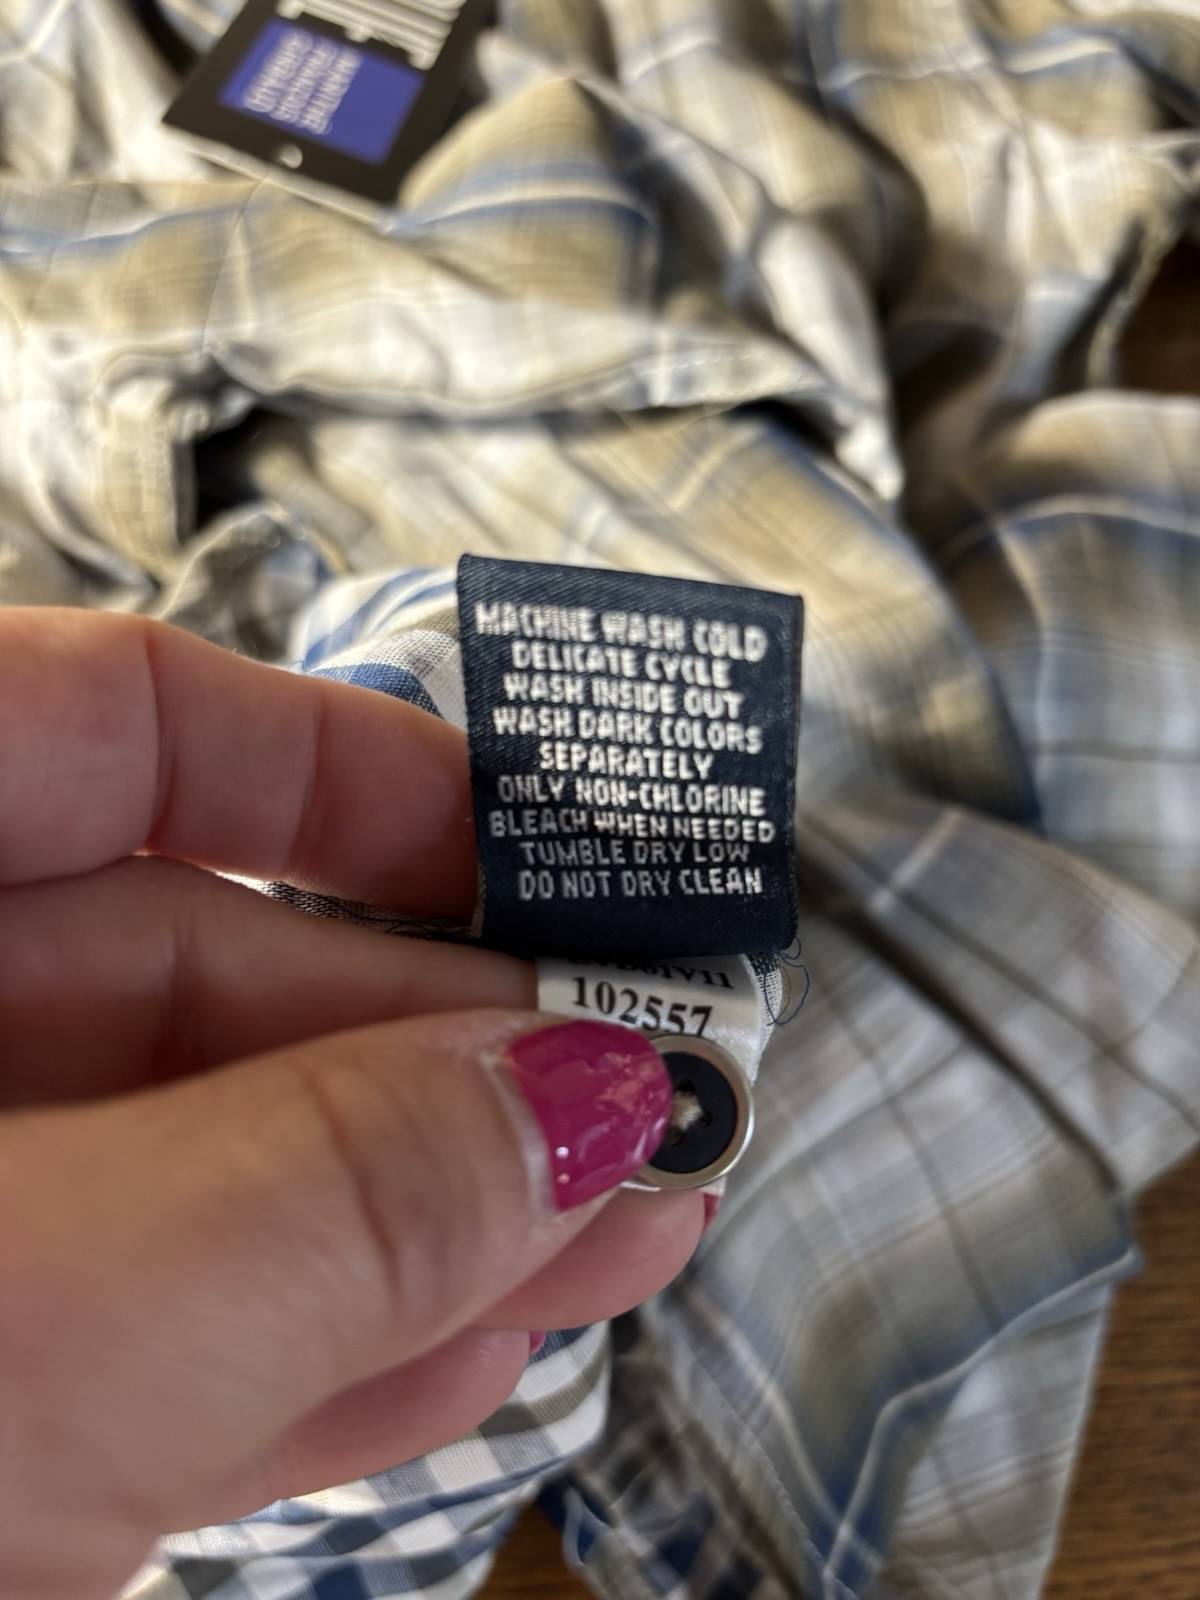 MACHINE WASH COLD
DELICATE CYCLE
WASH INSIDE OUT
WASH DARK COLORS
SEPARATELY
ONLY NON-CHLORINE
BLEACH WHEN NEEDED
TUMBLE DRY LOW
DO NOT DRY CLEAN
102557